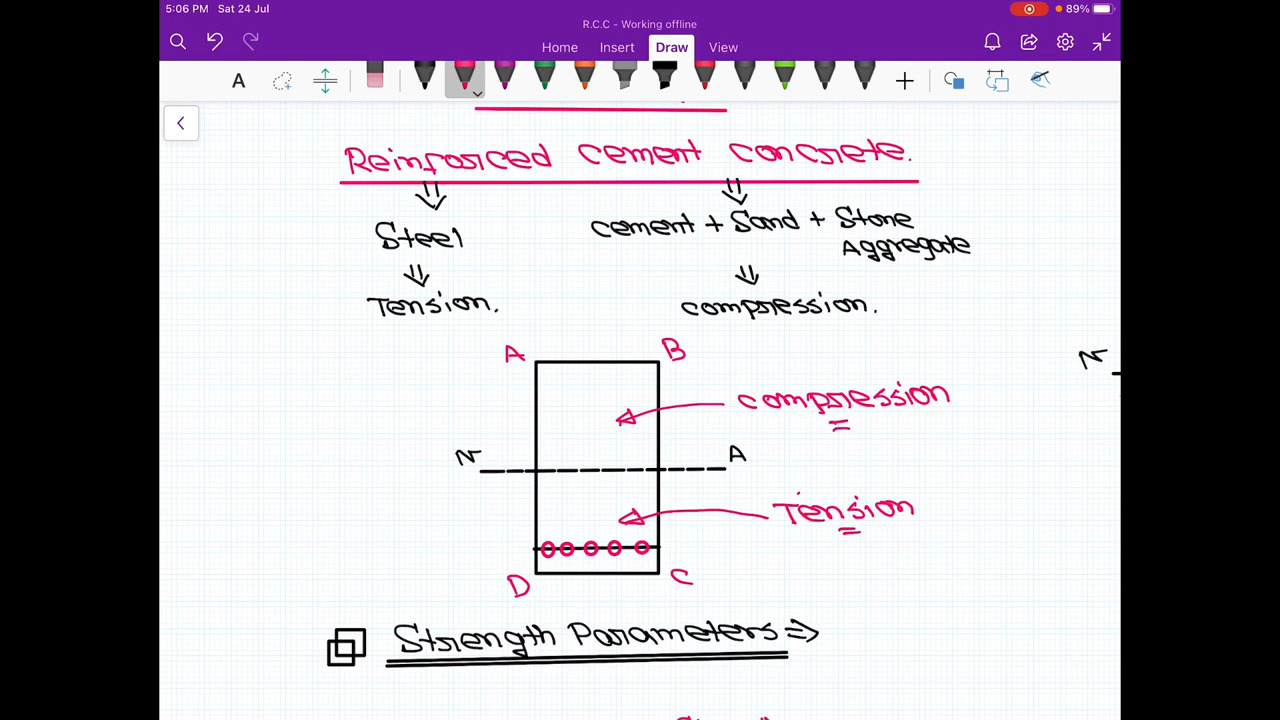 5:06 PM Sat 24 Jul
89%
R.C.C - Working offline
Home Insert Draw View
A
Reinforced cement concrete.
Steel
cement + Sand + Stone
Aggregate
Tension.
compression.
A
B
N
compression
N
A
Tension
D
C
Strength Parameters